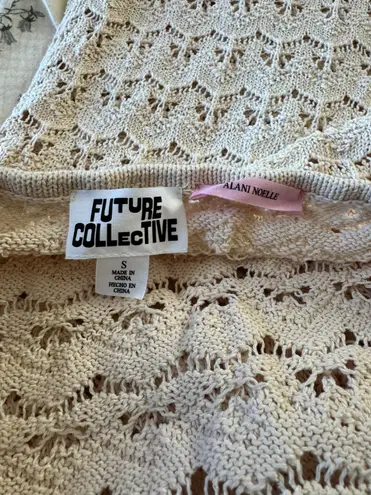 FUTURE
COLLECTIVE
ALANI NOELLE
S
MADE IN
CHINA
HECHO EN
CHINA